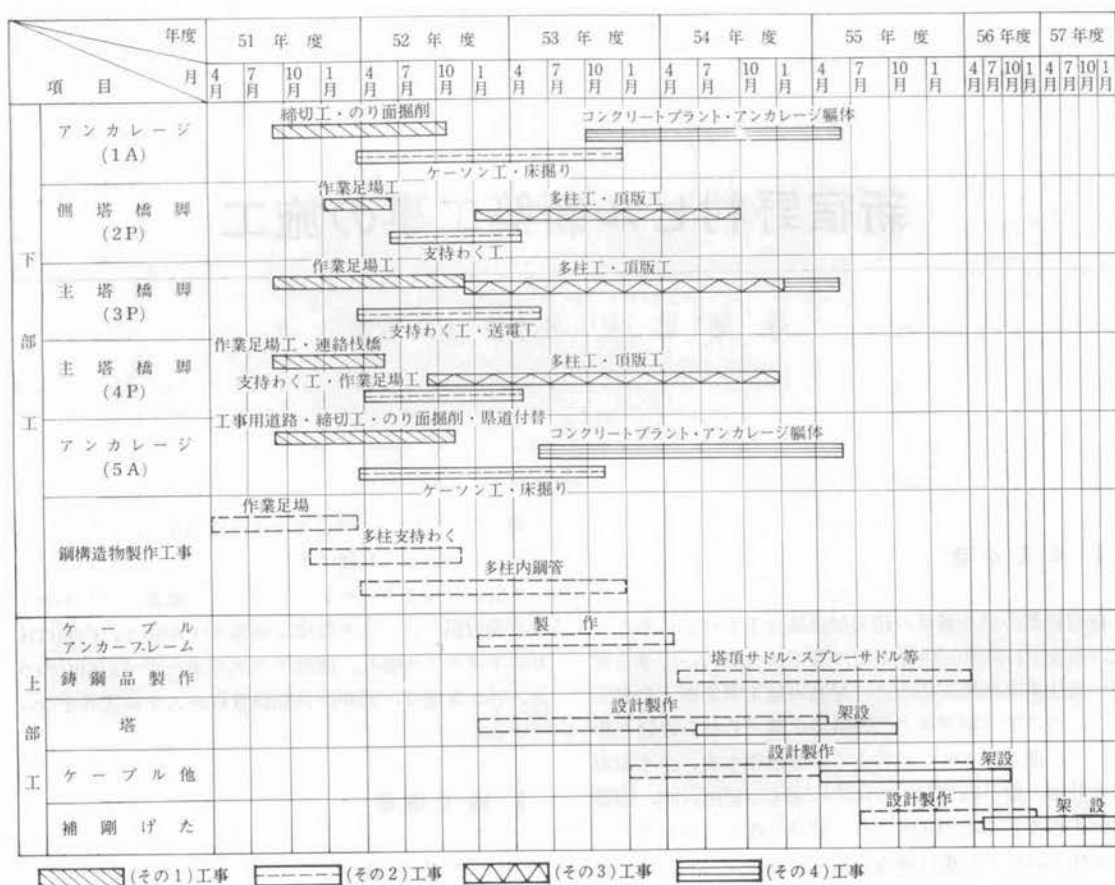 年度
月
項目
51 年 度
52 年 度
53 年 度
54 年 度
55 年 度
56 年度
57 年度
4月 7月 10月 1月 4月 7月 10月 1月 4月 7月 10月 1月 4月 7月 10月 1月 4月 7月 10月 1月 4月 7月 10月 1月 4月 7月 10月 1月
下部工
アンカレージ
(1A)
締切工・のり面掘削
コンクリートプラント・アンカレージ軀体
ケーソン工・床掘り
側塔橋脚
(2P)
作業足場工
多柱工・頂版工
支持わく工
主塔橋脚
(3P)
作業足場工
多柱工・頂版工
支持わく工・送電工
主塔橋脚
(4P)
作業足場工・連絡桟橋
多柱工・頂版工
支持わく工・作業足場工
アンカレージ
(5A)
工事用道路・締切工・のり面掘削・県道付替
コンクリートプラント・アンカレージ軀体
ケーソン工・床掘り
鋼構造物製作工事
作業足場
多柱支持わく
多柱内鋼管
上部工
ケーブル
アンカーフレーム
製作
鋳鋼品製作
塔頂サドル・スプレーサドル等
塔
設計製作
架設
ケーブル他
設計製作
架設
補剛げた
設計製作
架設
(その1)工事
(その2)工事
(その3)工事
(その4)工事